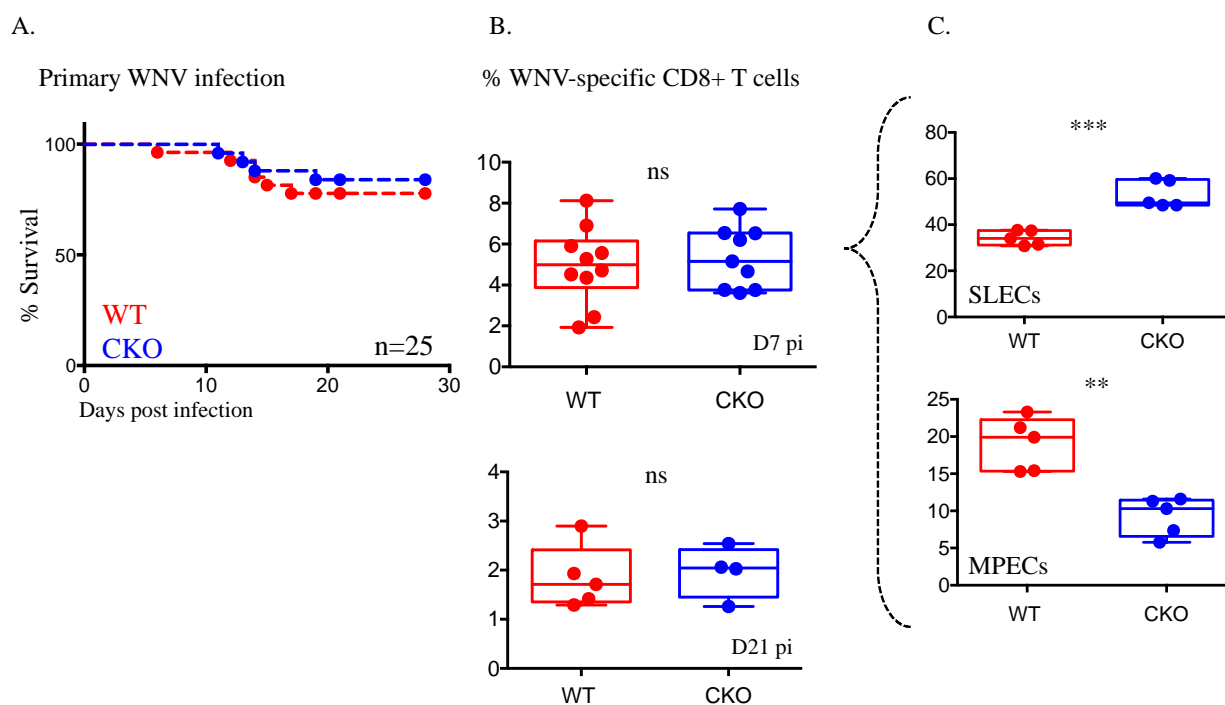 A.
Primary WNV infection
100
50
0
% Survival
WT
CKO
n=25
0
10
20
30
Days post infection
B.
% WNV-specific CD8+ T cells
10
8
6
4
2
0
ns
D7 pi
WT
CKO
4
3
2
1
0
ns
D21 pi
WT
CKO
C.
80
60
40
20
0
***
SLECs
WT
CKO
25
20
15
10
5
0
**
MPECs
WT
CKO